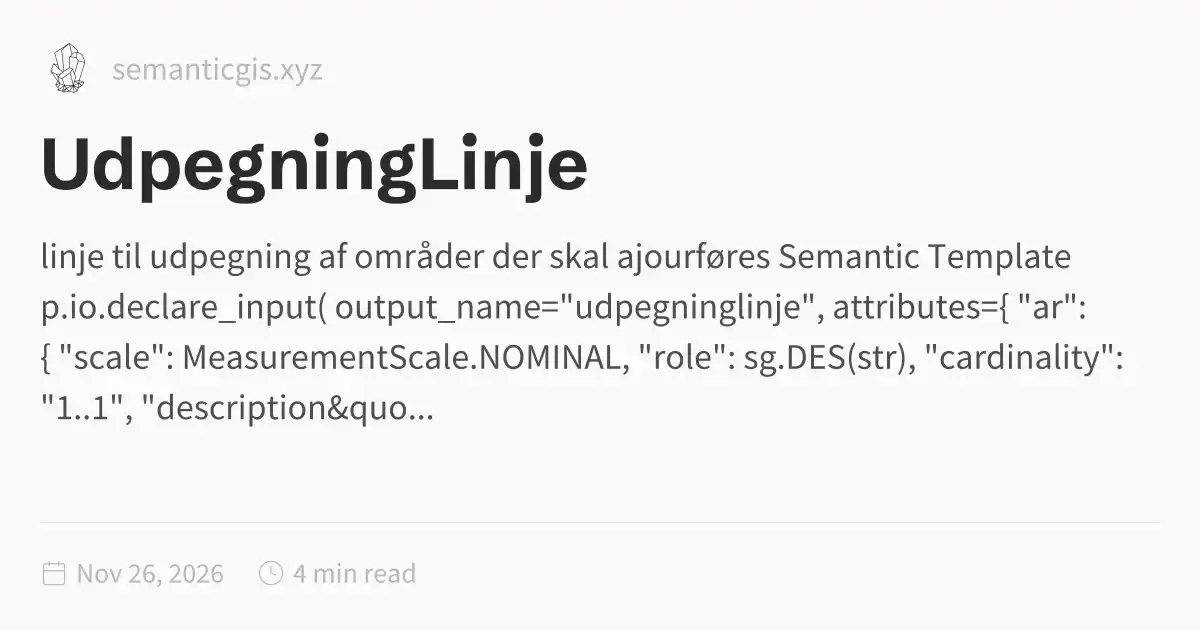 semanticgis.xyz
UdpegningLinje
linje til udpegning af områder der skal ajourføres Semantic Template
p.io.declare_input( output_name="udpegninglinje", attributes={ "ar":
{ "scale": MeasurementScale.NOMINAL, "role": sg.DES(str), "cardinality":
"1..1", "description&quo...
Nov 26, 2026 4 min read